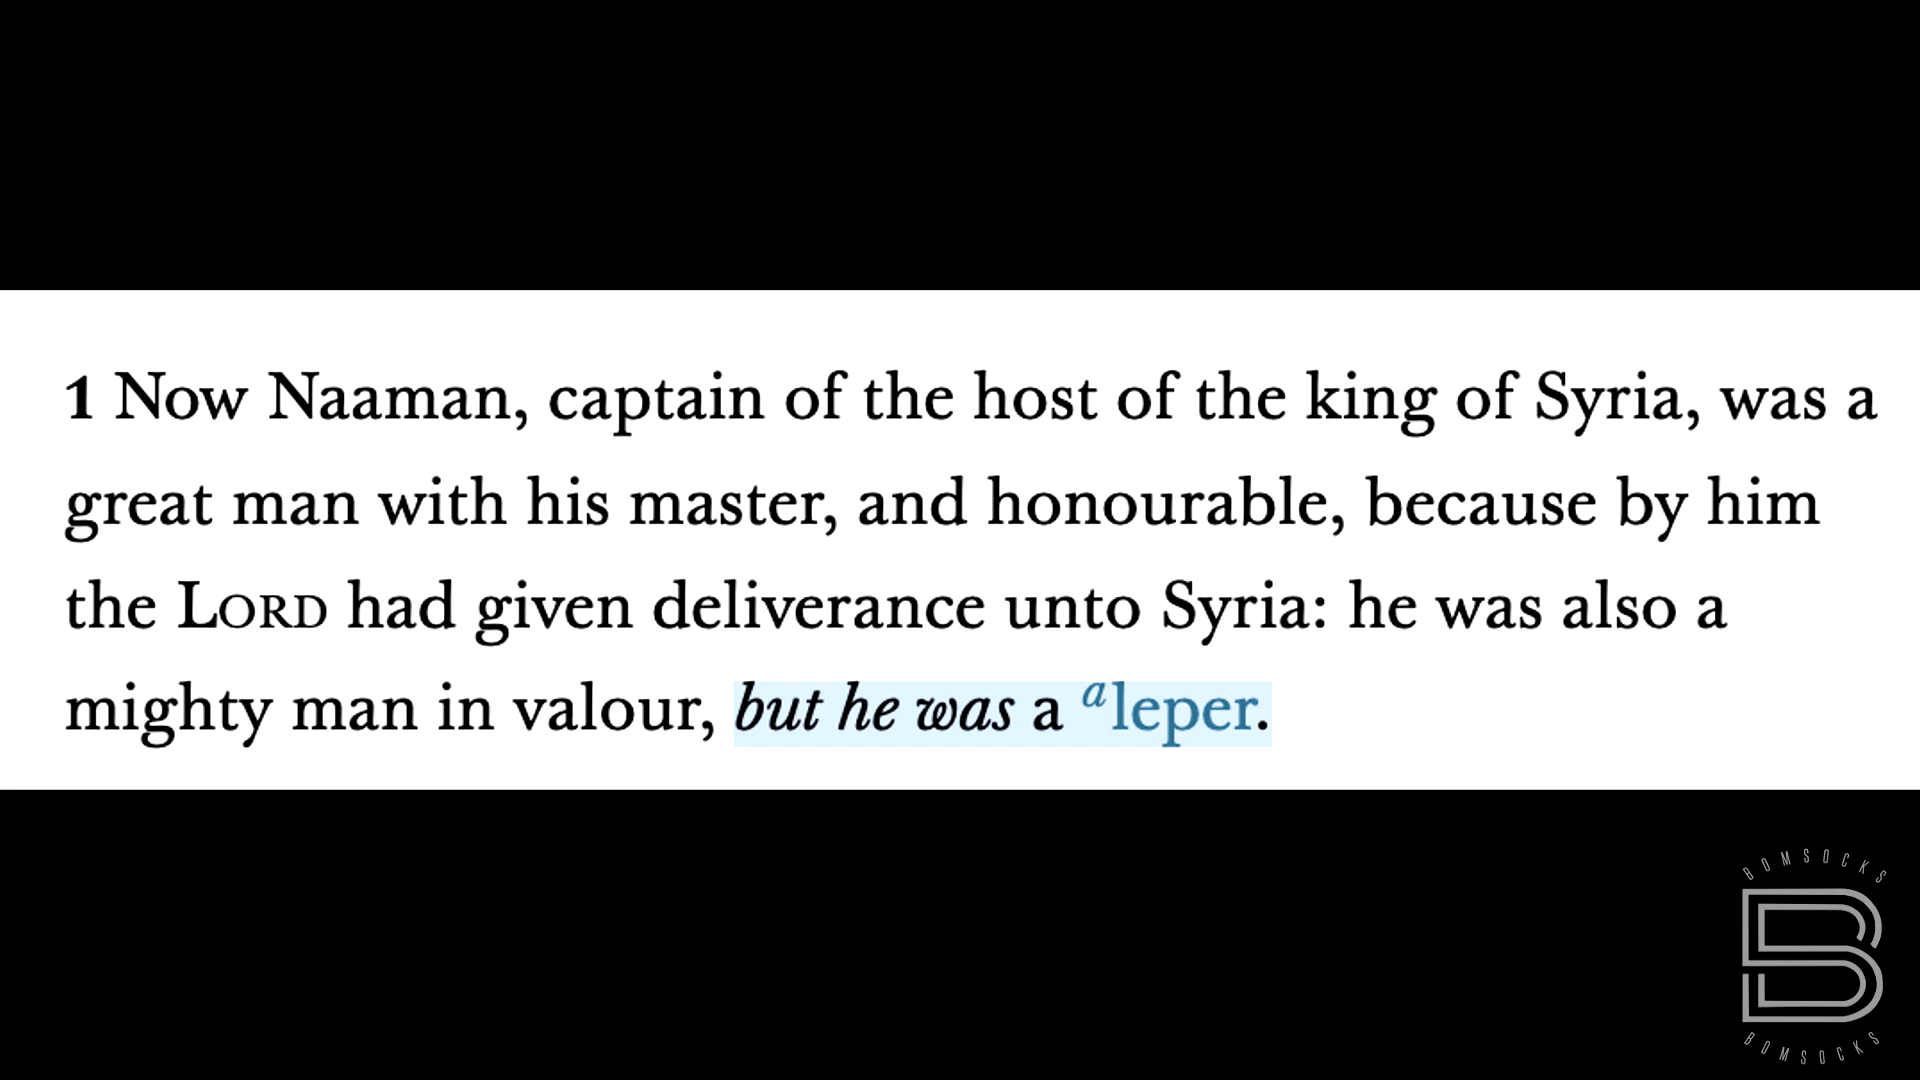 1 Now Naaman, captain of the host of the king of Syria, was a
great man with his master, and honourable, because by him
the LORD had given deliverance unto Syria: he was also a
mighty man in valour, but he was a a leper.
BOMSOCKS
BOMSOCKS